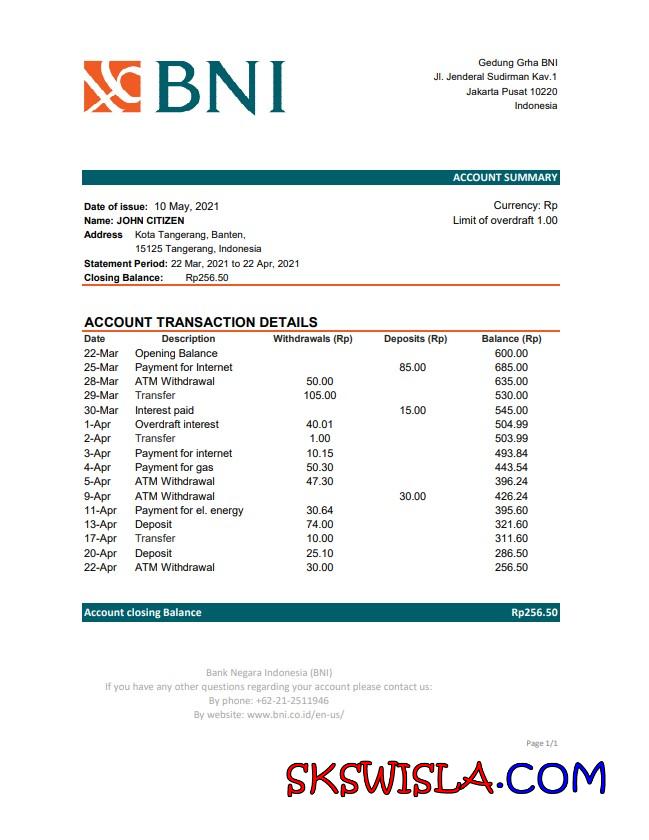 BNI
Gedung Grha BNI
Jl. Jenderal Sudirman Kav.1
Jakarta Pusat 10220
Indonesia
ACCOUNT SUMMARY
Date of issue: 10 May, 2021
Currency: Rp
Name: JOHN CITIZEN
Limit of overdraft 1.00
Address Kota Tangerang, Banten,
15125 Tangerang, Indonesia
Statement Period: 22 Mar, 2021 to 22 Apr, 2021
Closing Balance: Rp256.50
ACCOUNT TRANSACTION DETAILS
Date Description Withdrawals (Rp) Deposits (Rp) Balance (Rp)
22-Mar Opening Balance 600.00
25-Mar Payment for Internet 85.00 685.00
28-Mar ATM Withdrawal 50.00 635.00
29-Mar Transfer 105.00 530.00
30-Mar Interest paid 15.00 545.00
1-Apr Overdraft interest 40.01 504.99
2-Apr Transfer 1.00 503.99
3-Apr Payment for internet 10.15 493.84
4-Apr Payment for gas 50.30 443.54
5-Apr ATM Withdrawal 47.30 396.24
9-Apr ATM Withdrawal 30.00 426.24
11-Apr Payment for el. energy 30.64 395.60
13-Apr Deposit 74.00 321.60
17-Apr Transfer 10.00 311.60
20-Apr Deposit 25.10 286.50
22-Apr ATM Withdrawal 30.00 256.50
Account closing Balance Rp256.50
Bank Negara Indonesia (BNI)
If you have any other questions regarding your account please contact us:
By phone: +62-21-2511946
By website: www.bni.co.id/en-us/
Page 1/1
SKSWISLA.COM